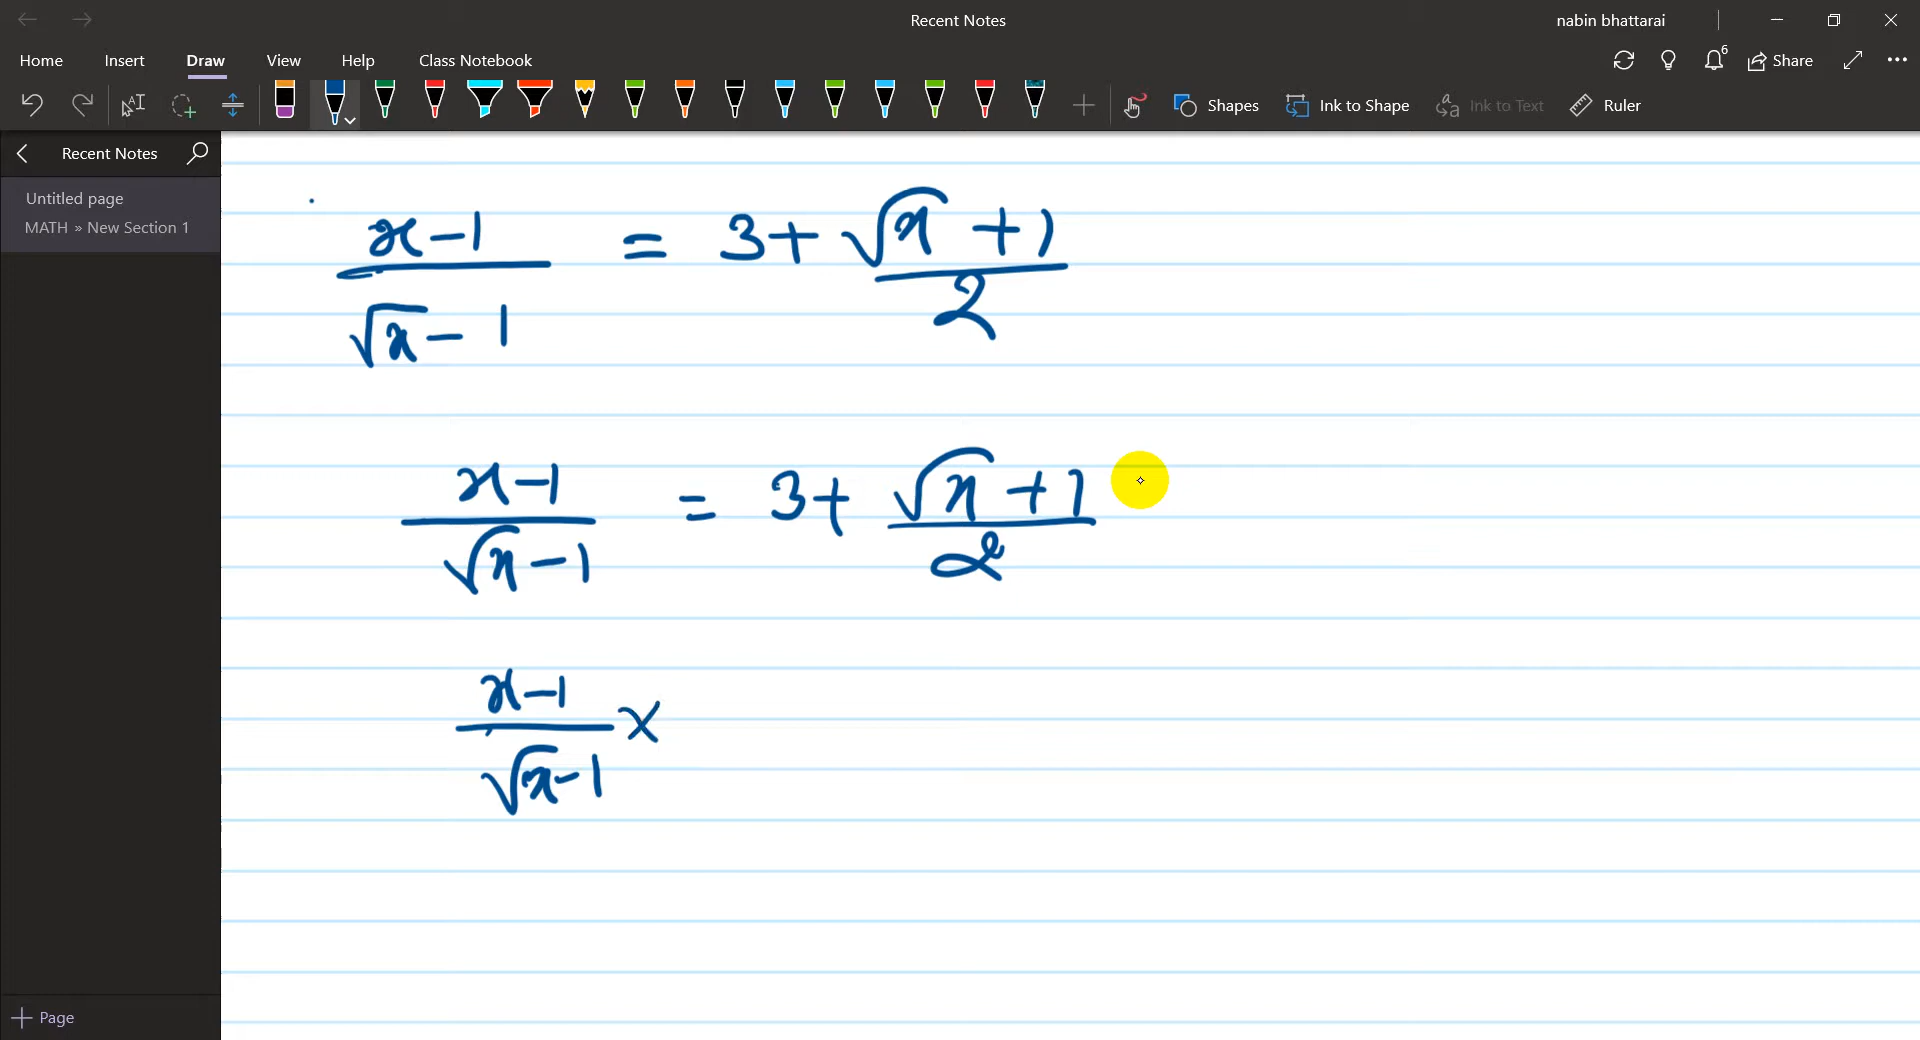 Recent Notes
nabin bhattarai
Home Insert Draw View Help Class Notebook
6
Share
Shapes Ink to Shape Ink to Text Ruler
Recent Notes
Untitled page
MATH » New Section 1
x-1 = 3+ √x +1
√x - 1 2
x-1 = 3+ √x +1
√x -1 2
x-1 ×
√x-1
Page